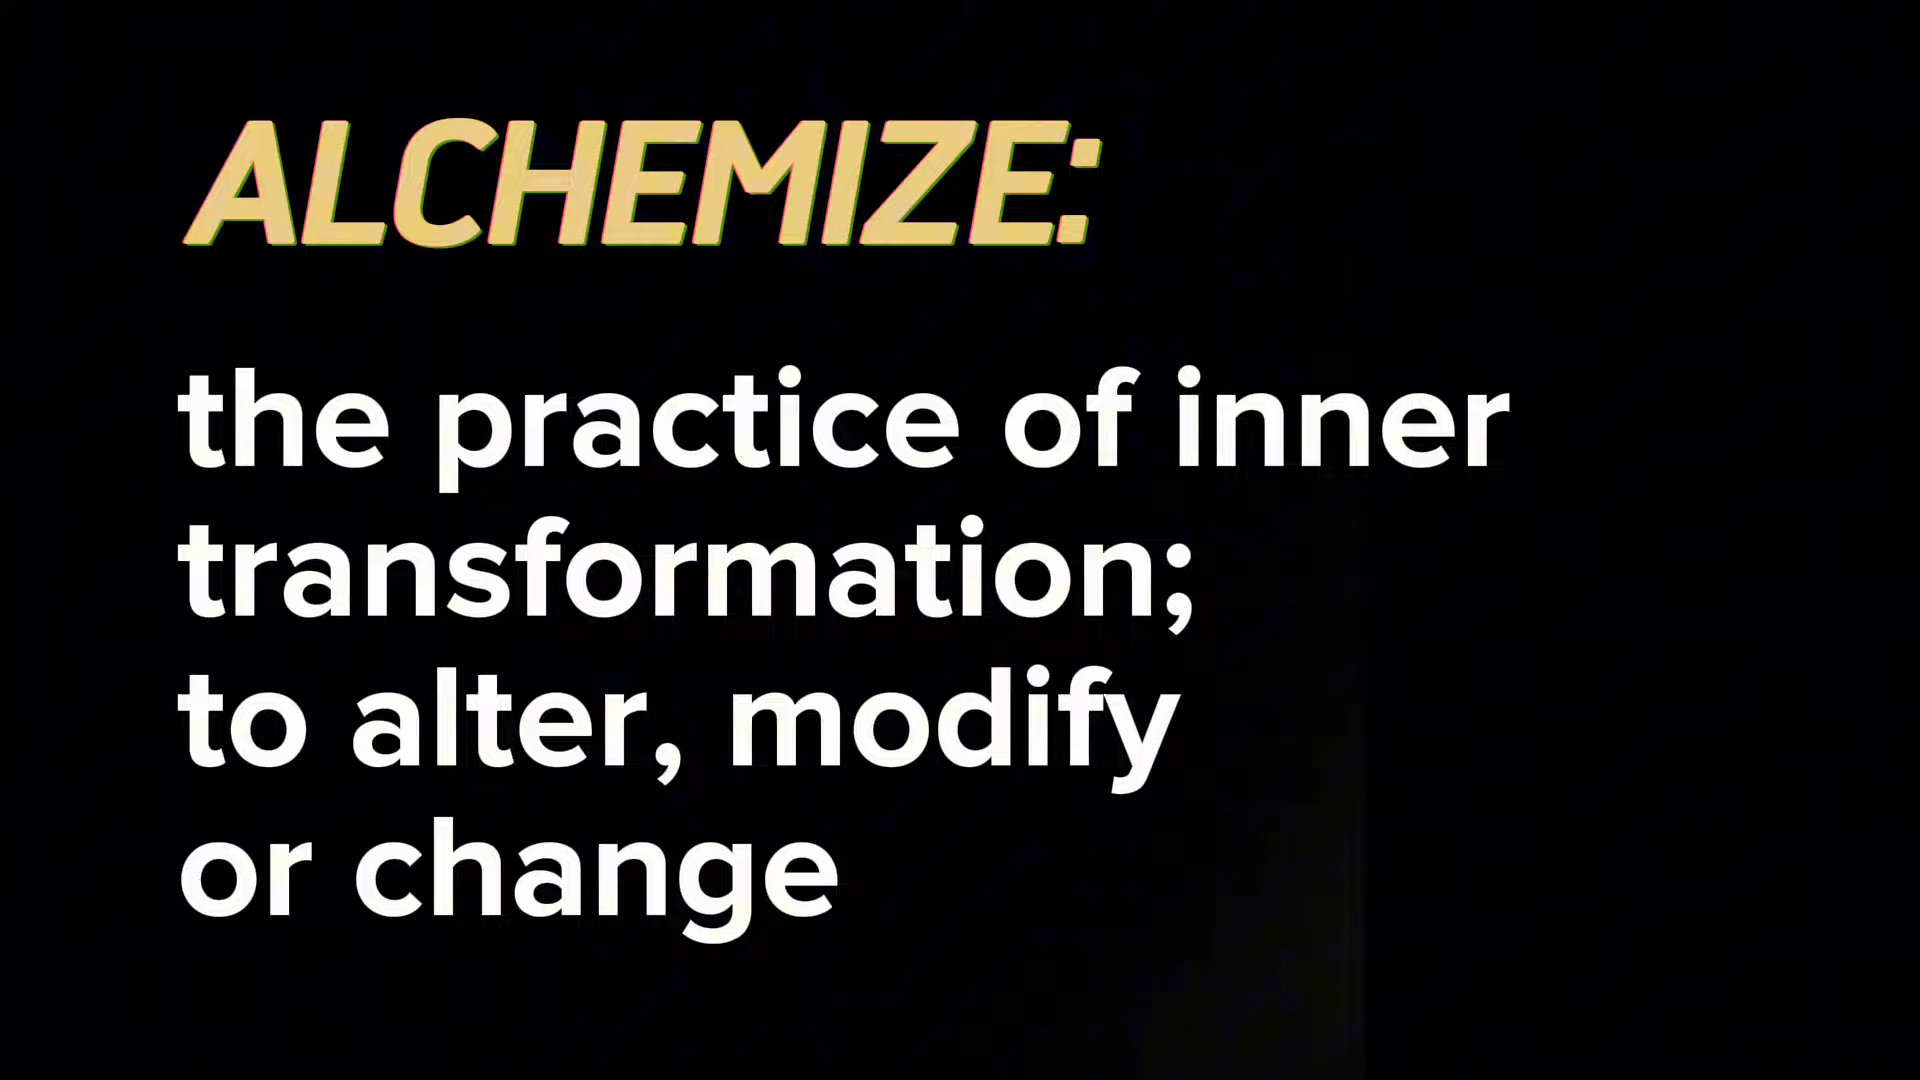 ALCHEMIZE:
the practice of inner
transformation;
to alter, modify
or change